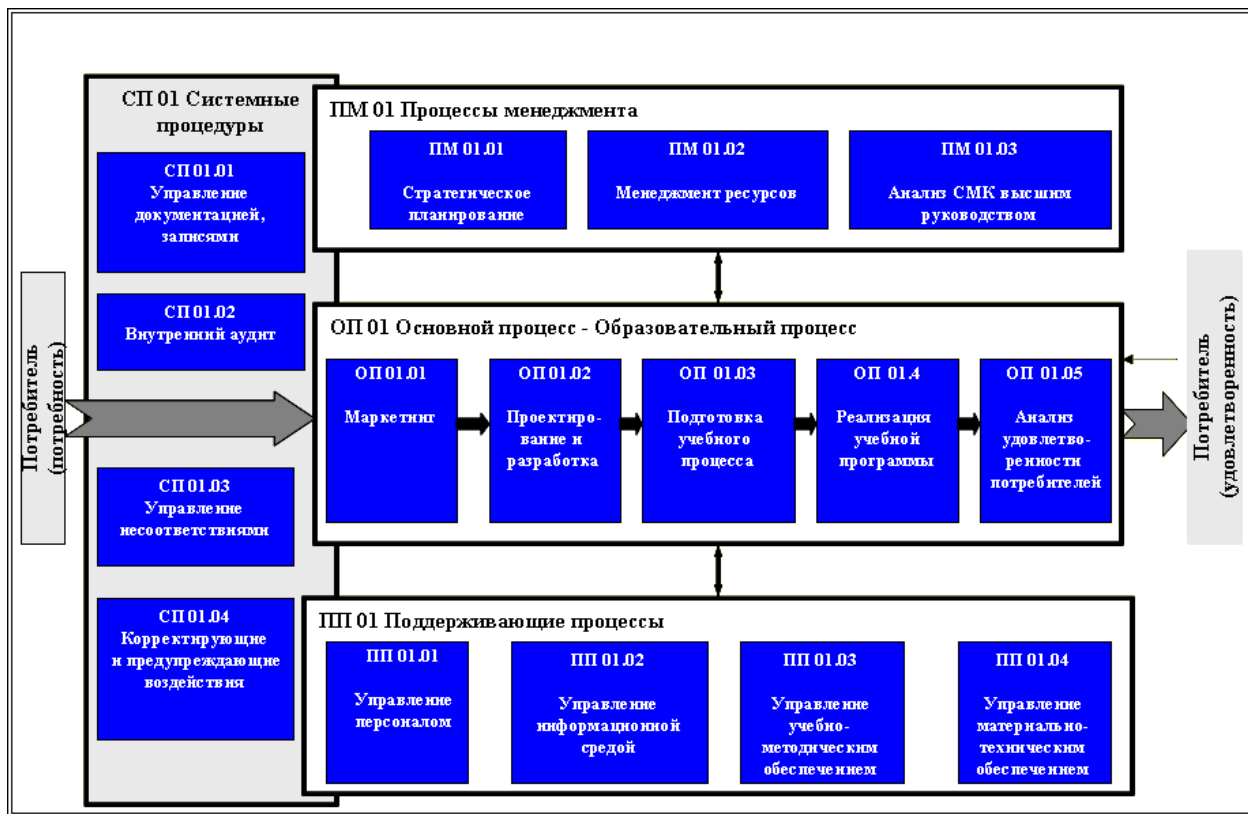 Потребитель
(потребность)
СП 01 Системные
процедуры
СП 01.01
Управление
документацией,
записями
СП 01.02
Внутренний аудит
СП 01.03
Управление
несоответствиями
СП 01.04
Корректирующие
и предупреждающие
воздействия
ПМ 01 Процессы менеджмента
ПМ 01.01
Стратегическое
планирование
ПМ 01.02
Менеджмент ресурсов
ПМ 01.03
Анализ СМК высшим
руководством
ОП 01 Основной процесс - Образовательный процесс
ОП 01.01
Маркетинг
ОП 01.02
Проектиро-
вание и
разработка
ОП 01.03
Подготовка
учебного
процесса
ОП 01.4
Реализация
учебной
программы
ОП 01.05
Анализ
удовлетво-
ренности
потребителей
ПП 01 Поддерживающие процессы
ПП 01.01
Управление
персоналом
ПП 01.02
Управление
информационной
средой
ПП 01.03
Управление
учебно-
методическим
обеспечением
ПП 01.04
Управление
материально-
техническим
обеспечением
Потребитель
(удовлетворенность)